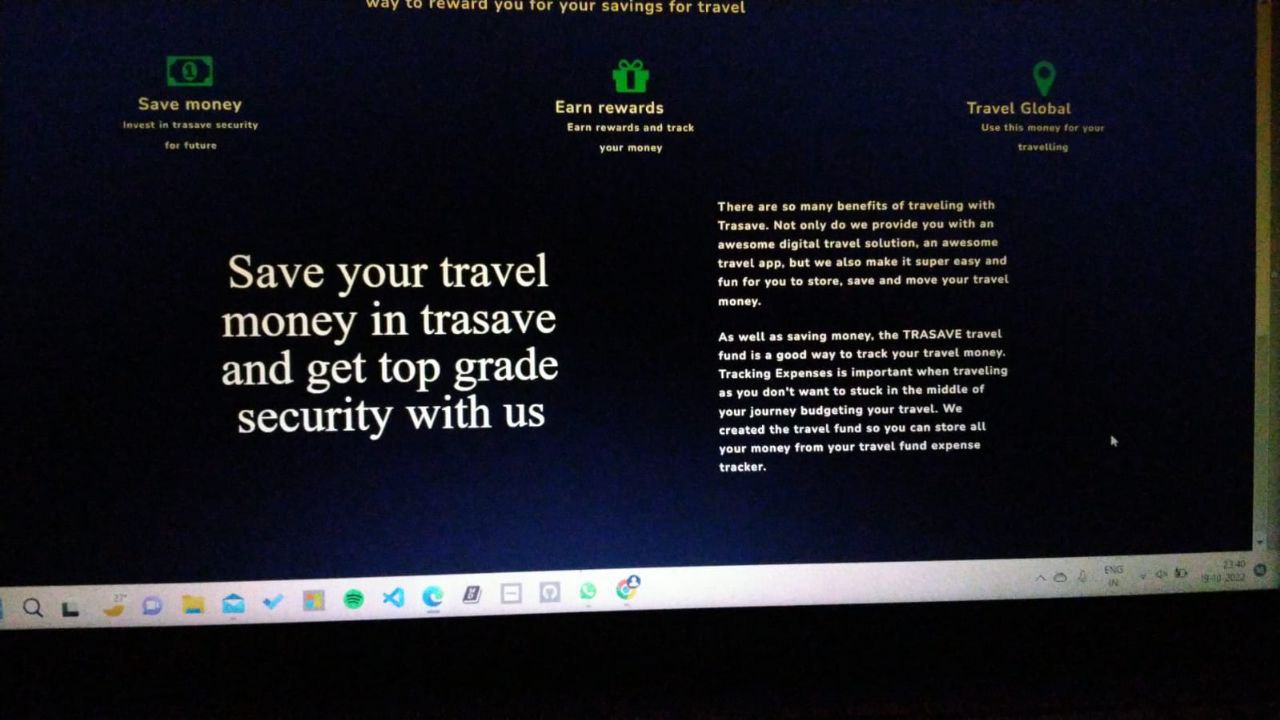 way to reward you for your savings for travel
Save money
Invest in trasave security
for future
Earn rewards
Earn rewards and track
your money
Travel Global
Use this money for your
travelling
Save your travel
money in trasave
and get top grade
security with us
There are so many benefits of traveling with
Trasave. Not only do we provide you with an
awesome digital travel solution, an awesome
travel app, but we also make it super easy and
fun for you to store, save and move your travel
money.
As well as saving money, the TRASAVE travel
fund is a good way to track your travel money.
Tracking Expenses is important when traveling
as you don't want to stuck in the middle of
your journey budgeting your travel. We
created the travel fund so you can store all
your money from your travel fund expense
tracker.
27°
ENG
IN
23:40
19-10-2022